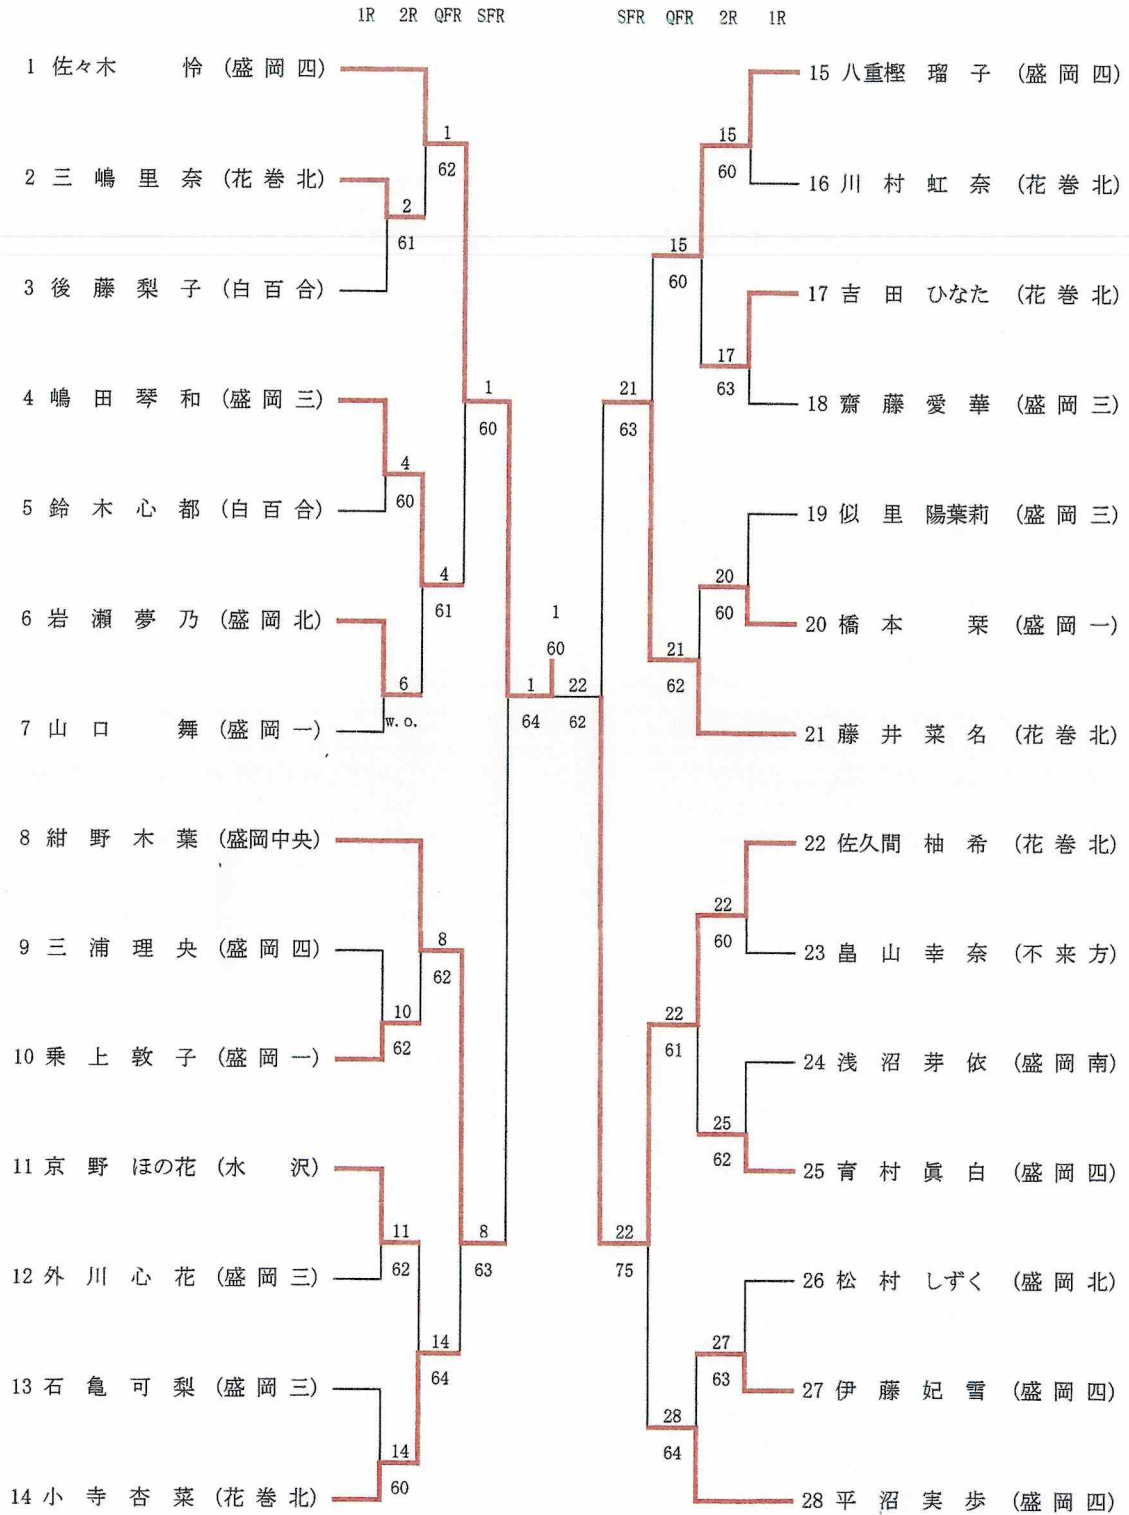 1R 2R QFR SFR SFR QFR 2R 1R
1 佐々木 怜 (盛岡四)
15 八重樫 瑠子 (盛岡四)
1
62
15
60
2 三嶋里奈 (花巻北)
16 川村虹奈 (花巻北)
2
61
15
60
3 後藤梨子 (白百合)
17 吉田 ひなた (花巻北)
17
63
4 嶋田琴和 (盛岡三)
18 齋藤愛華 (盛岡三)
1
60
21
63
4
60
5 鈴木心都 (白百合)
19 似里 陽葉莉 (盛岡三)
4
61
20
60
6 岩瀬夢乃 (盛岡北)
20 橋本 栞 (盛岡一)
1
60
21
62
6
w.o.
1
64
22
62
7 山口 舞 (盛岡一)
21 藤井菜名 (花巻北)
8 紺野木葉 (盛岡中央)
22 佐久間 柚希 (花巻北)
22
60
9 三浦理央 (盛岡四)
23 畠山幸奈 (不来方)
8
62
10
62
22
61
10 乗上敦子 (盛岡一)
24 浅沼芽依 (盛岡南)
25
62
11 京野 ほの花 (水沢)
25 育村眞白 (盛岡四)
11
62
8
63
22
75
12 外川心花 (盛岡三)
26 松村 しずく (盛岡北)
14
64
27
63
13 石亀可梨 (盛岡三)
27 伊藤妃雪 (盛岡四)
28
64
14
60
14 小寺杏菜 (花巻北)
28 平沼実歩 (盛岡四)